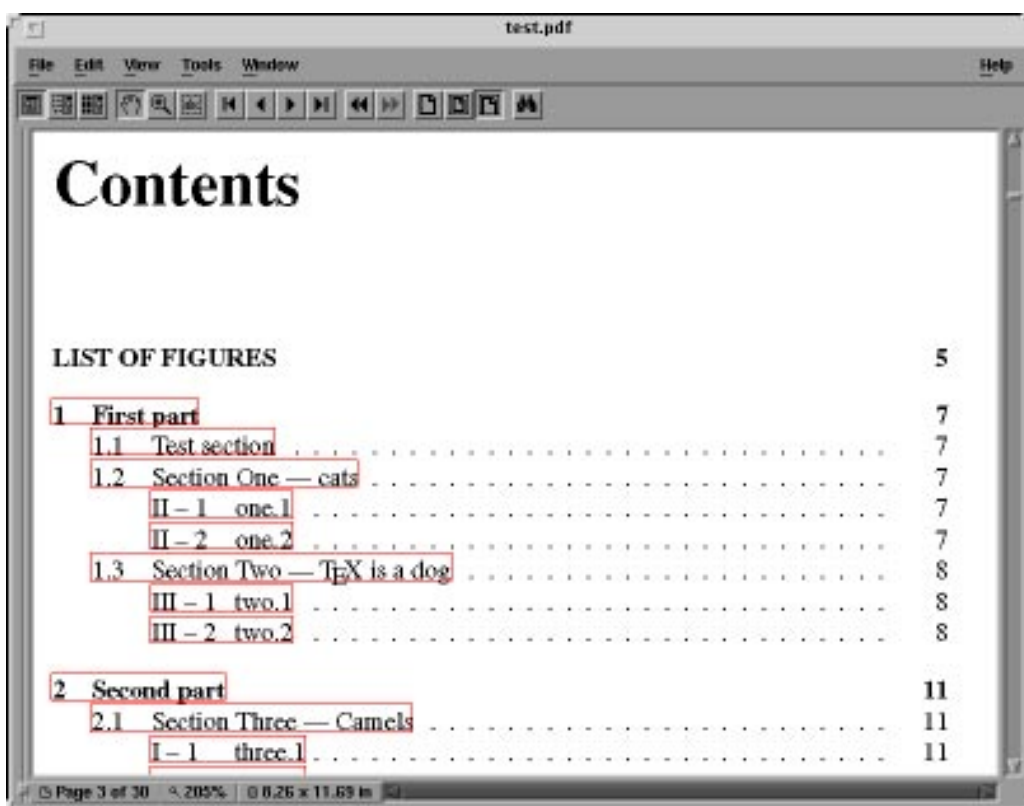 test.pdf
File Edit View Tools Window Help
Contents
LIST OF FIGURES 5
1 First part 7
1.1 Test section . . . . . . . . . . . . . . . . . . . . . . . . . . . . . . 7
1.2 Section One — cats . . . . . . . . . . . . . . . . . . . . . . . . . . 7
II – 1 one.1 . . . . . . . . . . . . . . . . . . . . . . . . . . . . . 7
II – 2 one.2 . . . . . . . . . . . . . . . . . . . . . . . . . . . . . 7
1.3 Section Two — TEX is a dog . . . . . . . . . . . . . . . . . . . . . 8
III – 1 two.1 . . . . . . . . . . . . . . . . . . . . . . . . . . . . . 8
III – 2 two.2 . . . . . . . . . . . . . . . . . . . . . . . . . . . . . 8
2 Second part 11
2.1 Section Three — Camels . . . . . . . . . . . . . . . . . . . . . . . 11
I – 1 three.1 . . . . . . . . . . . . . . . . . . . . . . . . . . . . . 11
Page 3 of 30 205% 8.26 x 11.69 in